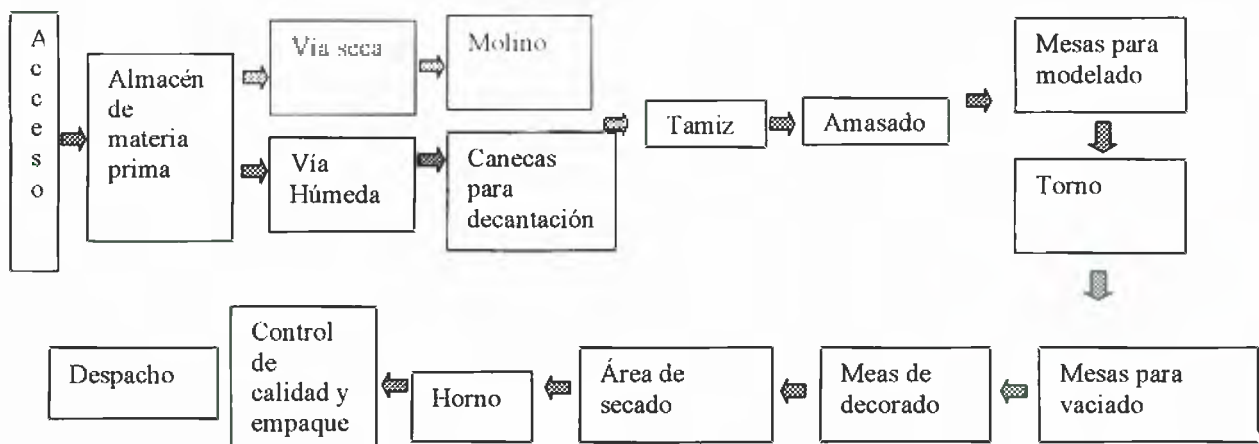 Acceso
Almacén
de
materia
prima
Vía seca
Molino
Vía
Húmeda
Canecas
para
decantación
Tamiz
Amasado
Mesas para
modelado
Torno
Mesas para
vaciado
Meas de
decorado
Área de
secado
Horno
Control
de
calidad y
empaque
Despacho